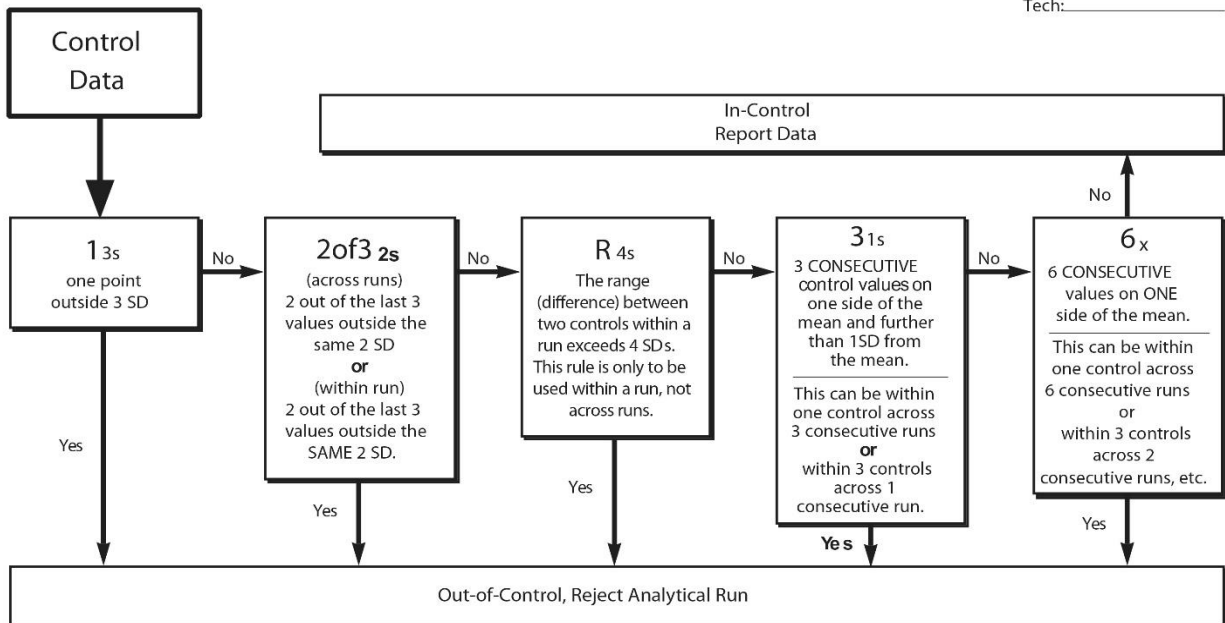 Tech:
Control
Data
In-Control
Report Data
No
1 3s
one point
outside 3 SD
No
2of3 2s
(across runs)
2 out of the last 3
values outside the
same 2 SD
or
(within run)
2 out of the last 3
values outside the
SAME 2 SD.
No
R 4s
The range
(difference) between
two controls within a
run exceeds 4 SDs.
This rule is only to be
used within a run, not
across runs.
No
3 1s
3 CONSECUTIVE
control values on
one side of the
mean and further
than 1SD from
the mean.
This can be within
one control across
3 consecutive runs
or
within 3 controls
across 1
consecutive run.
No
6 x
6 CONSECUTIVE
values on ONE
side of the mean.
This can be within
one control across
6 consecutive runs
or
within 3 controls
across 2
consecutive runs, etc.
Yes
Yes
Yes
Yes
Yes
Out-of-Control, Reject Analytical Run